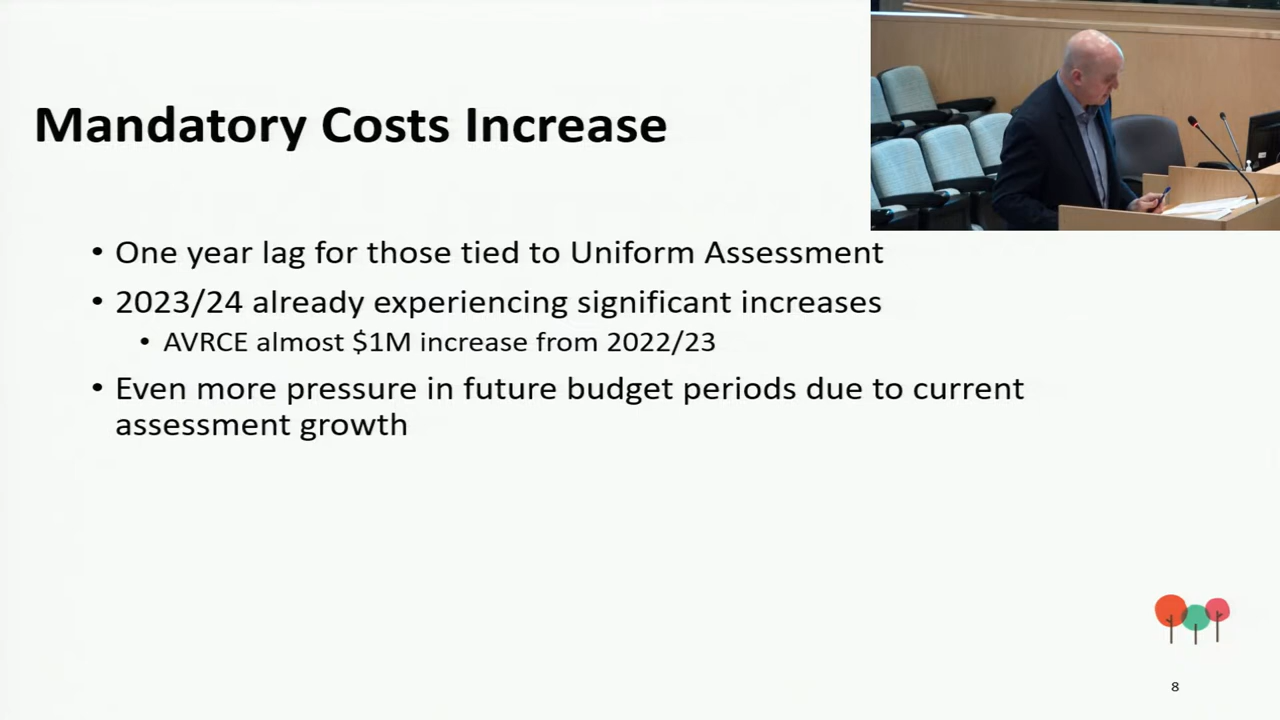 Mandatory Costs Increase
• One year lag for those tied to Uniform Assessment
• 2023/24 already experiencing significant increases
• AVRCE almost $1M increase from 2022/23
• Even more pressure in future budget periods due to current
assessment growth
8